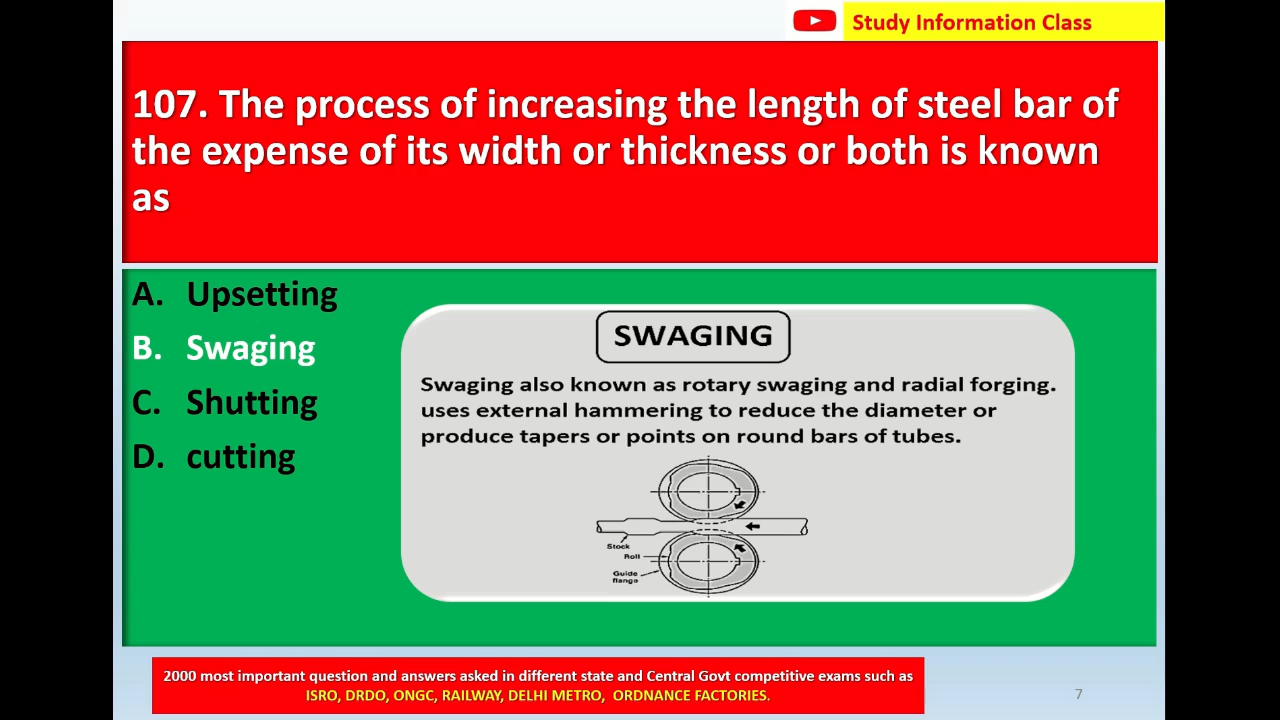 Study Information Class
107. The process of increasing the length of steel bar of
the expense of its width or thickness or both is known
as
A. Upsetting
B. Swaging
C. Shutting
D. cutting
SWAGING
Swaging also known as rotary swaging and radial forging.
uses external hammering to reduce the diameter or
produce tapers or points on round bars of tubes.
Stock
Roll
Guide
flange
2000 most important question and answers asked in different state and Central Govt competitive exams such as
ISRO, DRDO, ONGC, RAILWAY, DELHI METRO, ORDNANCE FACTORIES.
7